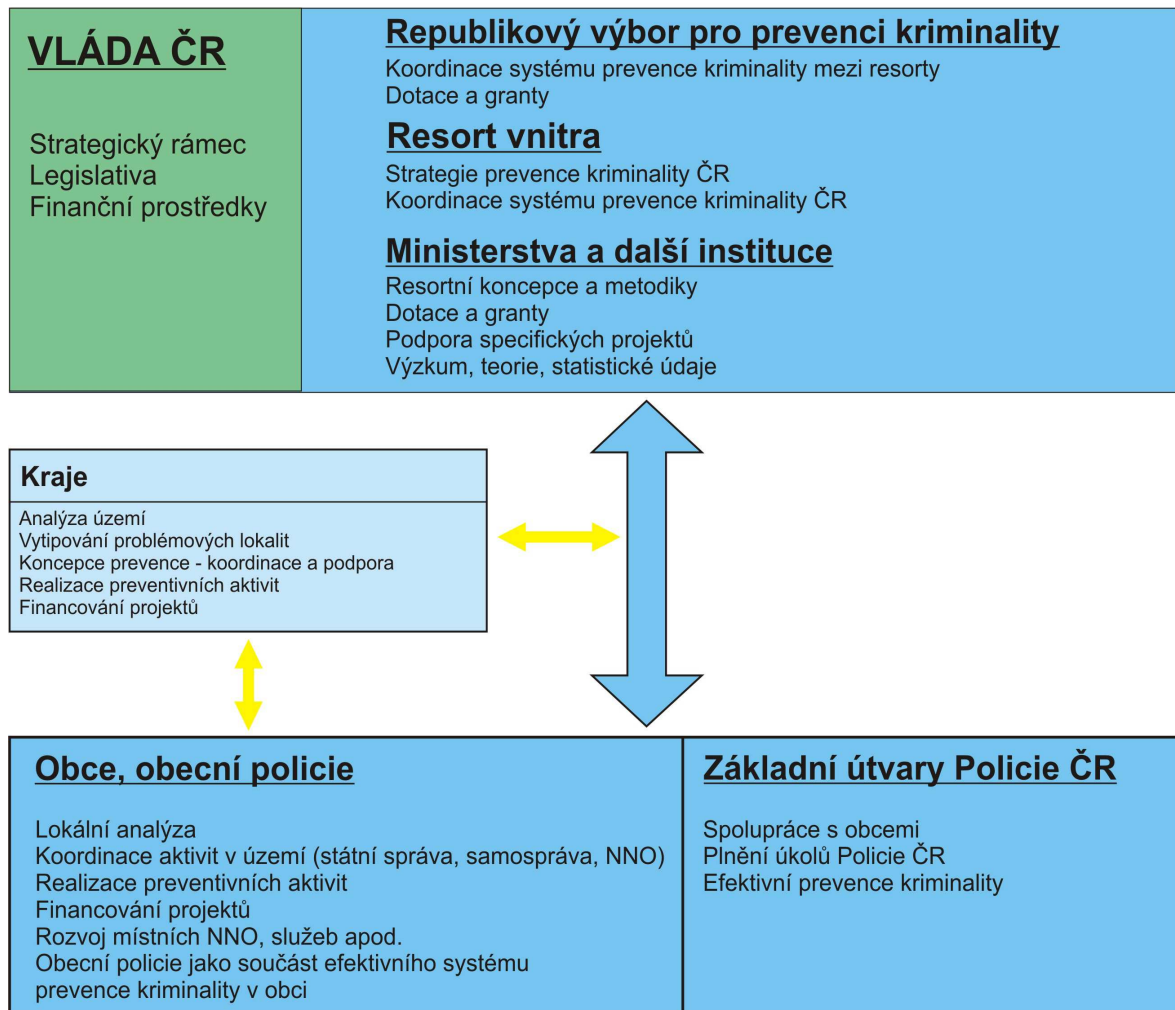 VLÁDA ČR
Strategický rámec
Legislativa
Finanční prostředky
Republikový výbor pro prevenci kriminality
Koordinace systému prevence kriminality mezi resorty
Dotace a granty
Resort vnitra
Strategie prevence kriminality ČR
Koordinace systému prevence kriminality ČR
Ministerstva a další instituce
Resortní koncepce a metodiky
Dotace a granty
Podpora specifických projektů
Výzkum, teorie, statistické údaje
Kraje
Analýza území
Vytipování problémových lokalit
Koncepce prevence - koordinace a podpora
Realizace preventivních aktivit
Financování projektů
Obce, obecní policie
Lokální analýza
Koordinace aktivit v území (státní správa, samospráva, NNO)
Realizace preventivních aktivit
Financování projektů
Rozvoj místních NNO, služeb apod.
Obecní policie jako součást efektivního systému
prevence kriminality v obci
Základní útvary Policie ČR
Spolupráce s obcemi
Plnění úkolů Policie ČR
Efektivní prevence kriminality